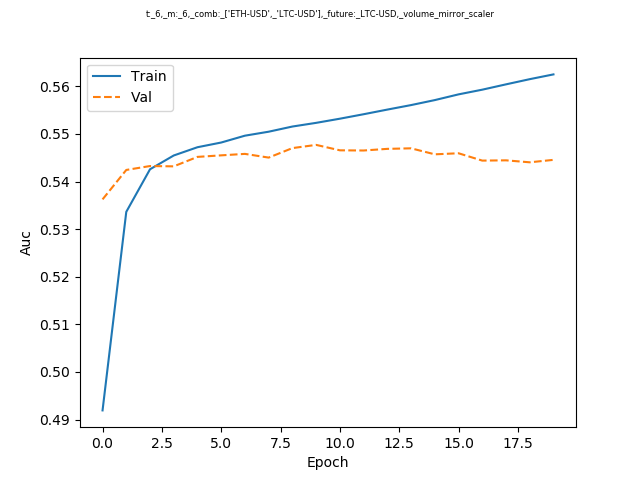 t:_6,_m:_6,_comb:_['ETH-USD',_'LTC-USD'],_future:_LTC-USD,_volume_mirror_scaler
Train
Val
0.56
0.55
0.54
0.53
0.52
0.51
0.50
0.49
Auc
0.0 2.5 5.0 7.5 10.0 12.5 15.0 17.5
Epoch